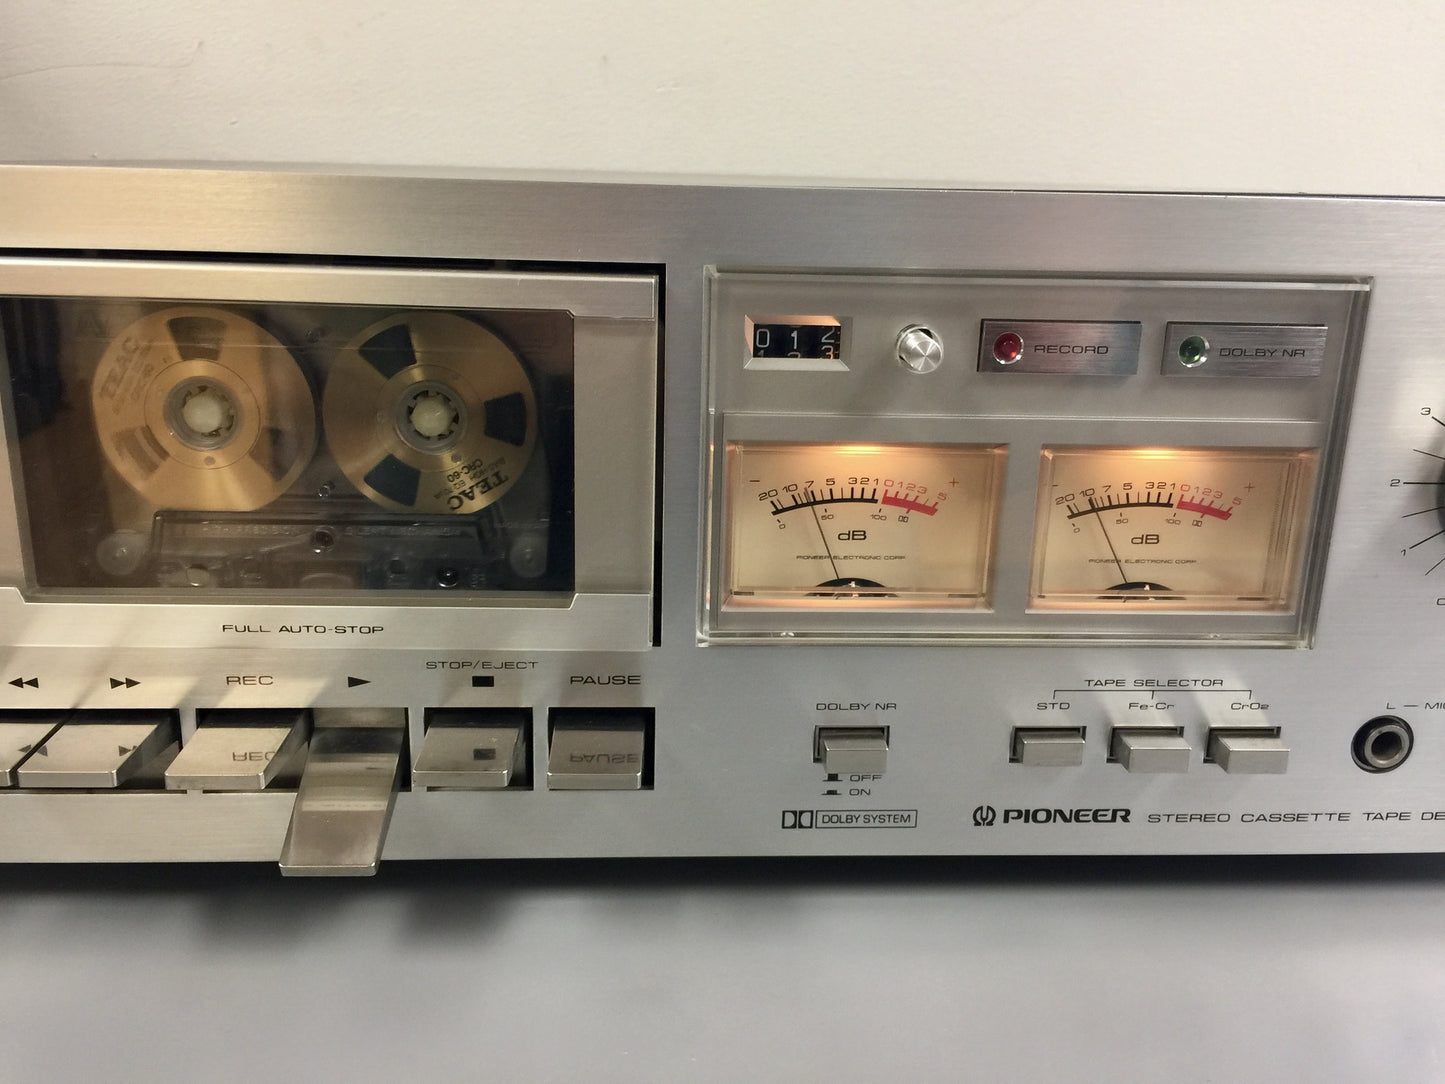 TEAC
TEAC
CRC-60
FULL AUTO-STOP
REC
STOP/EJECT
PAUSE
REC
PAUSE
0 1 2
1 2 3
RECORD
DOLBY NR
- 20 10 7 5 3 2 1 0 1 2 3 5 +
0 50 100
dB
PIONEER ELECTRONIC CORP.
- 20 10 7 5 3 2 1 0 1 2 3 5 +
0 50 100
dB
PIONEER ELECTRONIC CORP
3
2
1
0
DOLBY NR
OFF
ON
DOLBY SYSTEM
TAPE SELECTOR
STD Fe-Cr CrO2
L — MI
PIONEER STEREO CASSETTE TAPE DE